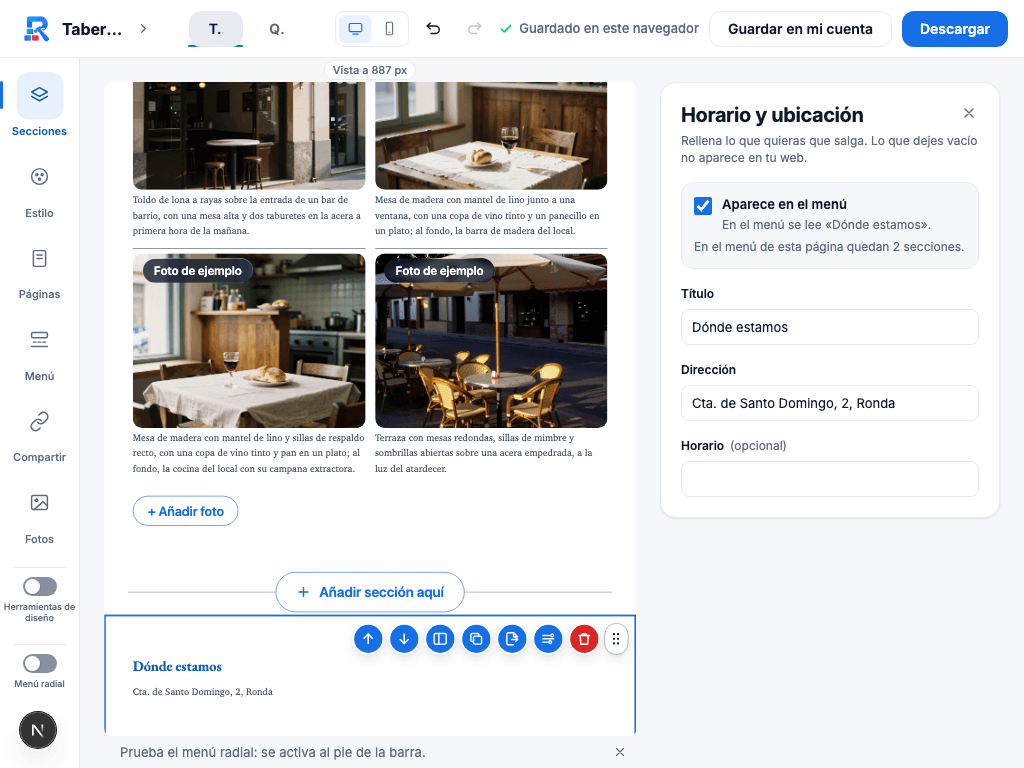 Taber...
T.
Q.
Guardado en este navegador
Guardar en mi cuenta
Descargar
Vista a 887 px
Secciones
Estilo
Páginas
Menú
Compartir
Fotos
Herramientas de
diseño
Menú radial
N
Toldo de lona a rayas sobre la entrada de un bar de
barrio, con una mesa alta y dos taburetes en la acera a
primera hora de la mañana.
Mesa de madera con mantel de lino junto a una
ventana, con una copa de vino tinto y un panecillo en
un plato; al fondo, la barra de madera del local.
Foto de ejemplo
Foto de ejemplo
Mesa de madera con mantel de lino y sillas de respaldo
recto, con una copa de vino tinto y pan en un plato; al
fondo, la cocina del local con su campana extractora.
Terraza con mesas redondas, sillas de mimbre y
sombrillas abiertas sobre una acera empedrada, a la
luz del atardecer.
+ Añadir foto
+ Añadir sección aquí
Dónde estamos
Cta. de Santo Domingo, 2, Ronda
Prueba el menú radial: se activa al pie de la barra.
Horario y ubicación
Rellena lo que quieras que salga. Lo que dejes vacío
no aparece en tu web.
Aparece en el menú
En el menú se lee «Dónde estamos».
En el menú de esta página quedan 2 secciones.
Título
Dónde estamos
Dirección
Cta. de Santo Domingo, 2, Ronda
Horario (opcional)